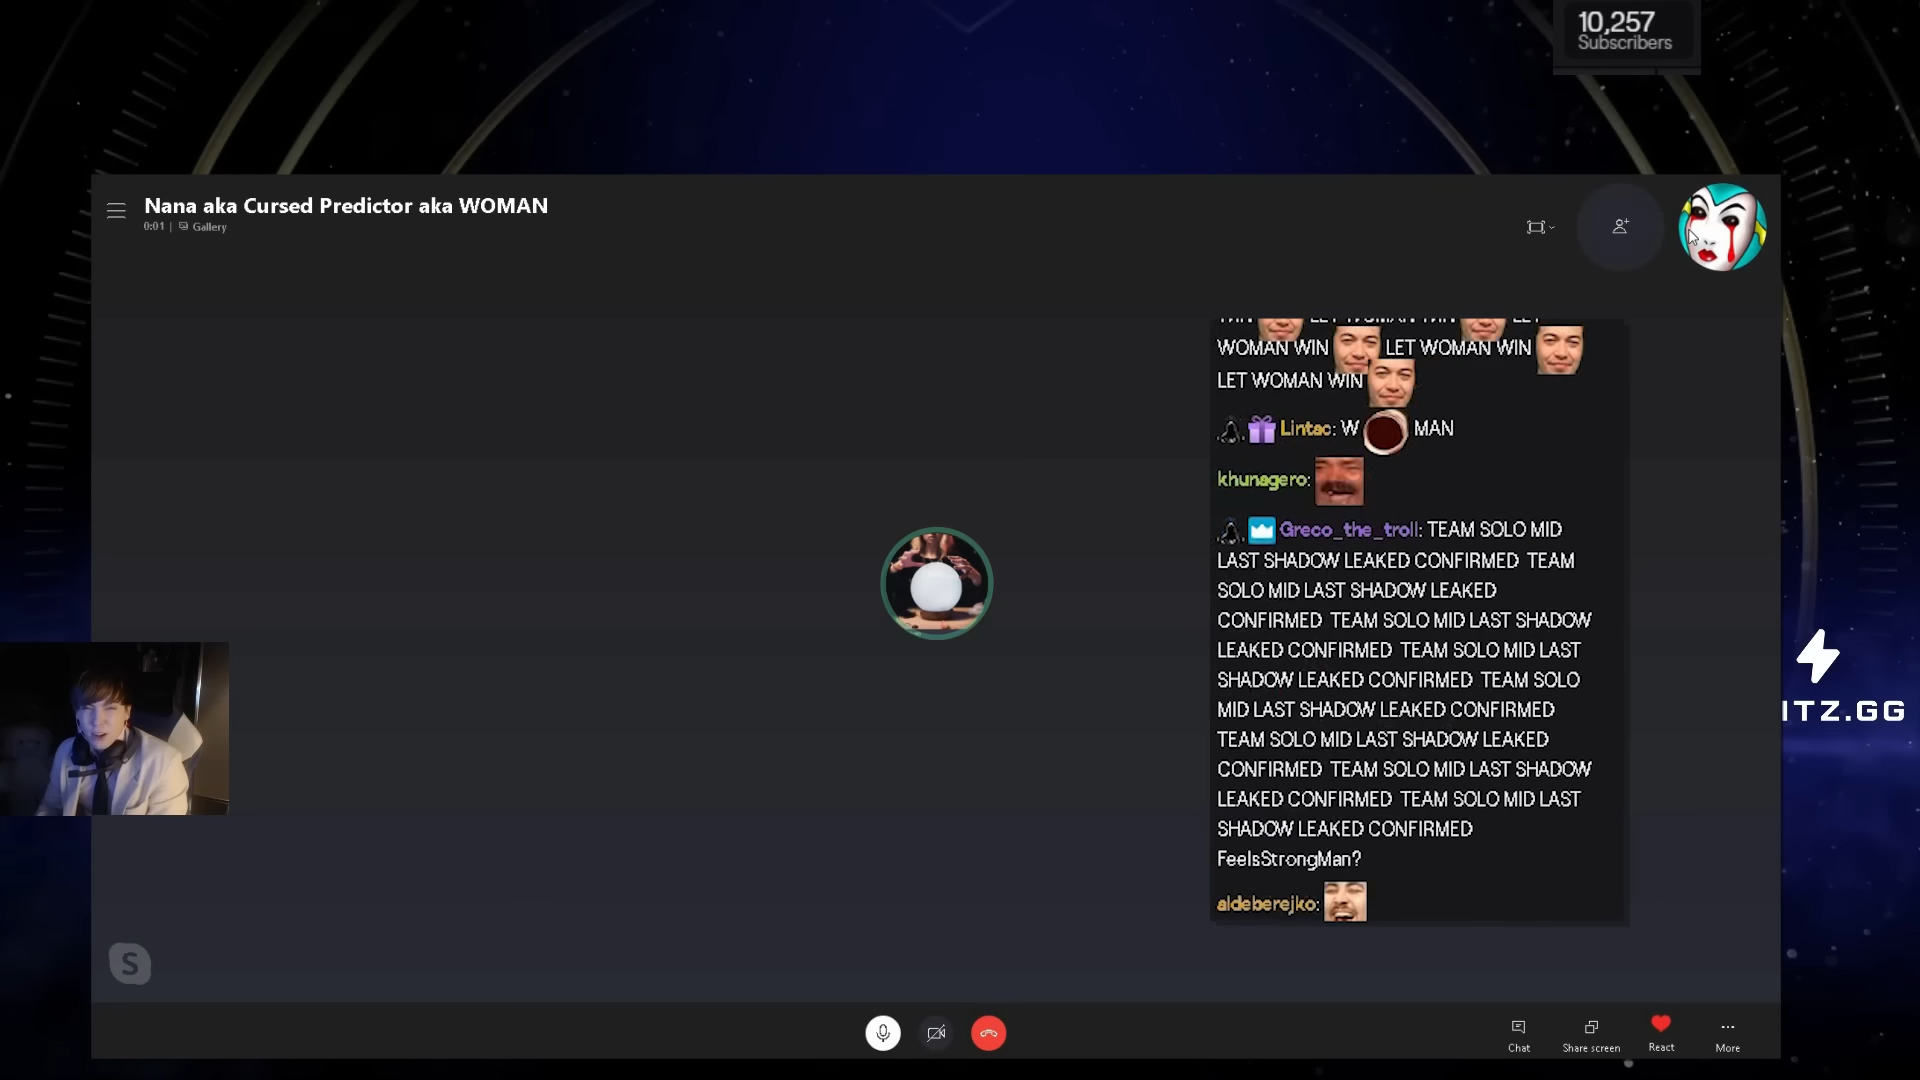 10,257
Subscribers
Nana aka Cursed Predictor aka WOMAN
0:01 | Gallery
WOMAN WIN LET WOMAN WIN
LET WOMAN WIN
Lintao: W MAN
khunagero:
Greco_the_troll: TEAM SOLO MID
LAST SHADOW LEAKED CONFIRMED TEAM
SOLO MID LAST SHADOW LEAKED
CONFIRMED TEAM SOLO MID LAST SHADOW
LEAKED CONFIRMED TEAM SOLO MID LAST
SHADOW LEAKED CONFIRMED TEAM SOLO
MID LAST SHADOW LEAKED CONFIRMED
TEAM SOLO MID LAST SHADOW LEAKED
CONFIRMED TEAM SOLO MID LAST SHADOW
LEAKED CONFIRMED TEAM SOLO MID LAST
SHADOW LEAKED CONFIRMED
FeelsStrongMan?
aldeberejko:
ITZ.GG
S
Chat
Share screen
React
More